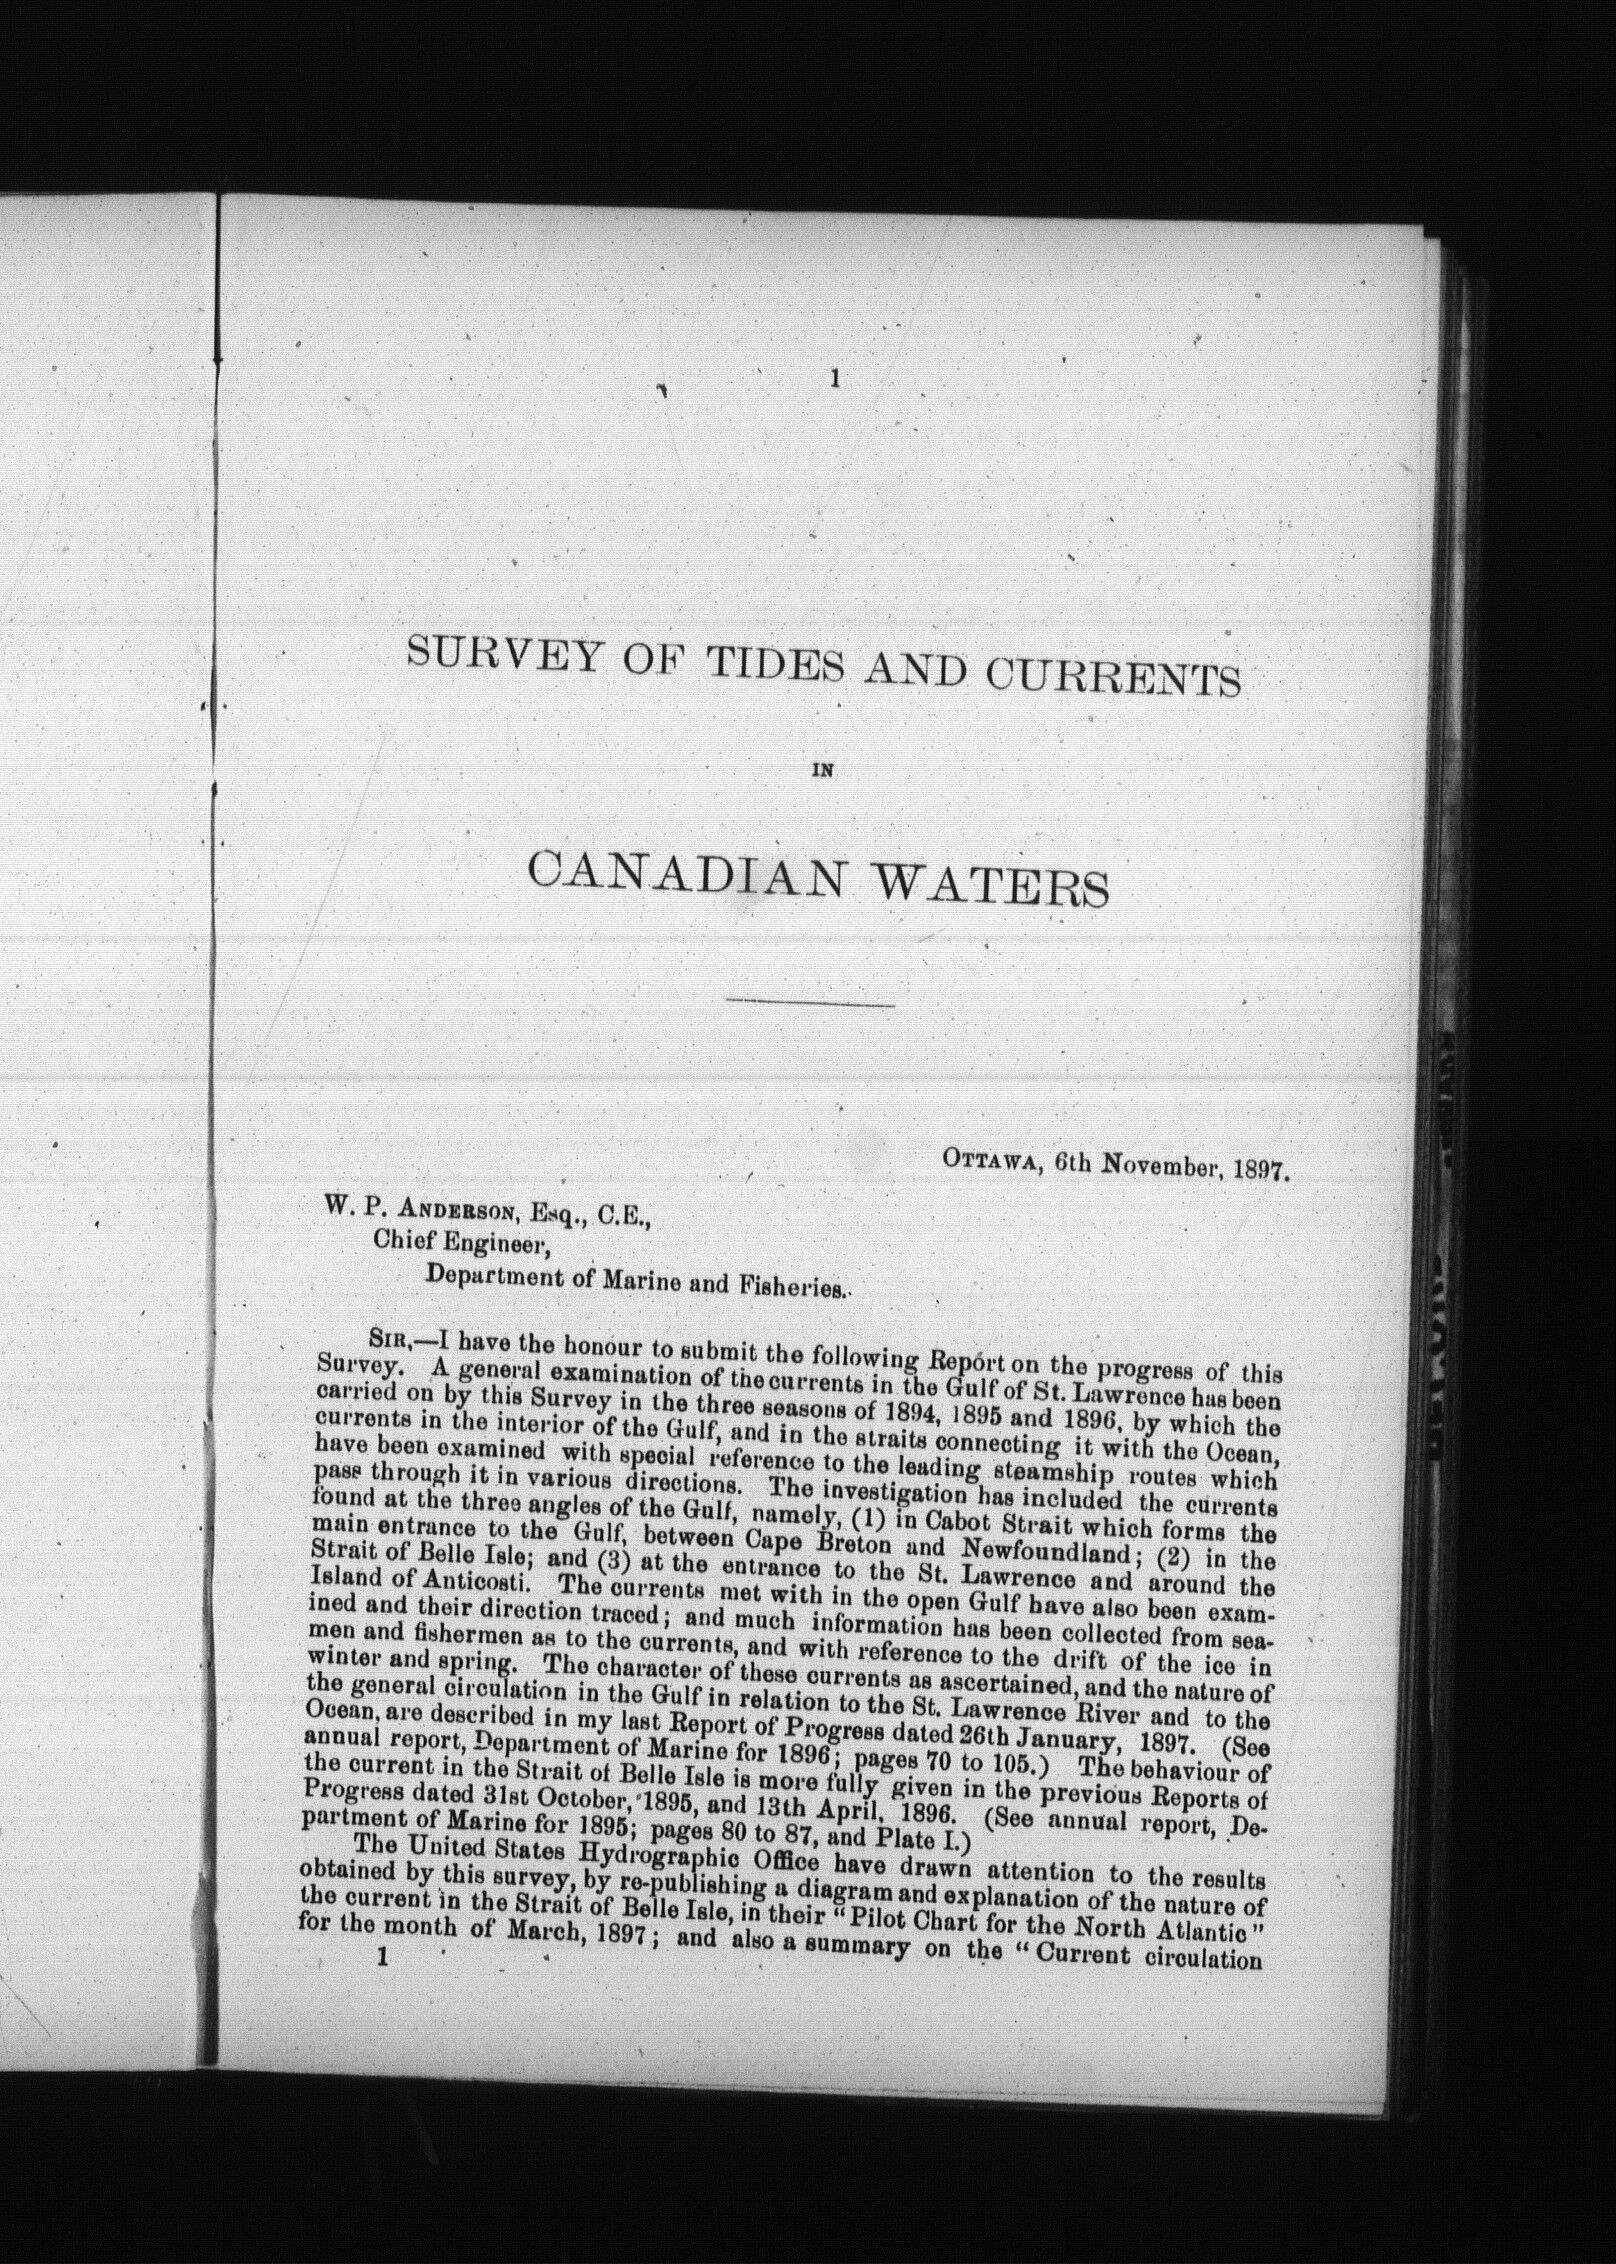 1
SURVEY OF TIDES AND CURRENTS
IN
CANADIAN WATERS
OTTAWA, 6th November, 1897.
W. P. ANDERSON, Esq., C.E.,
Chief Engineer,
Department of Marine and Fisheries.
SIR,—I have the honour to submit the following Report on the progress of this
Survey. A general examination of the currents in the Gulf of St. Lawrence has been
carried on by this Survey in the three seasons of 1894, 1895 and 1896, by which the
currents in the interior of the Gulf, and in the straits connecting it with the Ocean,
have been examined with special reference to the leading steamship routes which
pass through it in various directions. The investigation has included the currents
found at the three angles of the Gulf, namely, (1) in Cabot Strait which forms the
main entrance to the Gulf, between Cape Breton and Newfoundland; (2) in the
Strait of Belle Isle; and (3) at the entrance to the St. Lawrence and around the
Island of Anticosti. The currents met with in the open Gulf have also been exam-
ined and their direction traced; and much information has been collected from sea-
men and fishermen as to the currents, and with reference to the drift of the ice in
winter and spring. The character of these currents as ascertained, and the nature of
the general circulation in the Gulf in relation to the St. Lawrence River and to the
Ocean, are described in my last Report of Progress dated 26th January, 1897. (See
annual report, Department of Marine for 1896; pages 70 to 105.) The behaviour of
the current in the Strait of Belle Isle is more fully given in the previous Reports of
Progress dated 31st October, 1895, and 13th April, 1896. (See annual report, De-
partment of Marine for 1895; pages 80 to 87, and Plate I.)
The United States Hydrographic Office have drawn attention to the results
obtained by this survey, by re-publishing a diagram and explanation of the nature of
the current in the Strait of Belle Isle, in their "Pilot Chart for the North Atlantic"
for the month of March, 1897; and also a summary on the "Current circulation
1